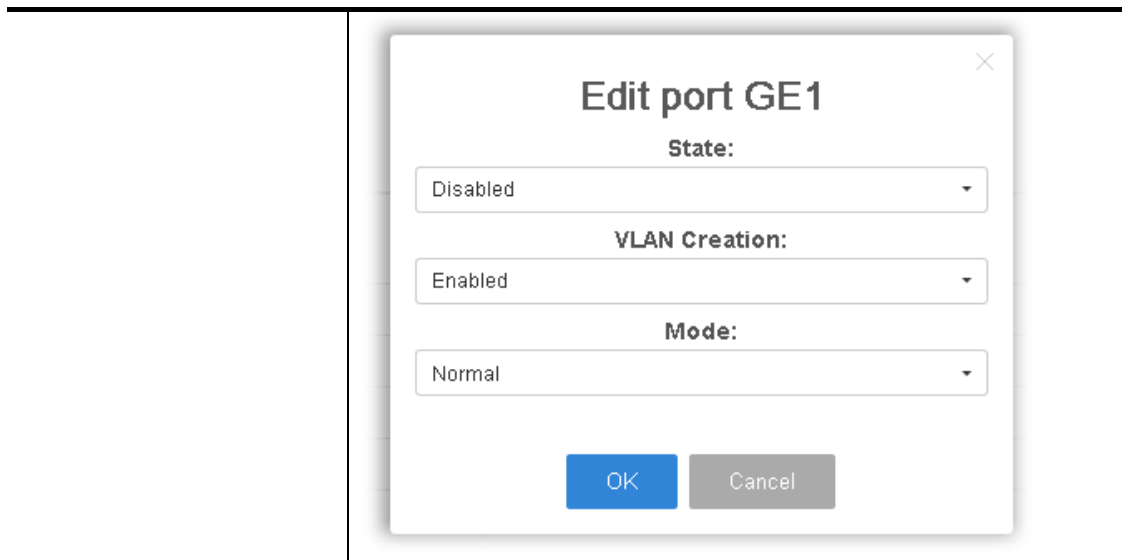 Edit port GE1
State:
Disabled
VLAN Creation:
Enabled
Mode:
Normal
OK Cancel